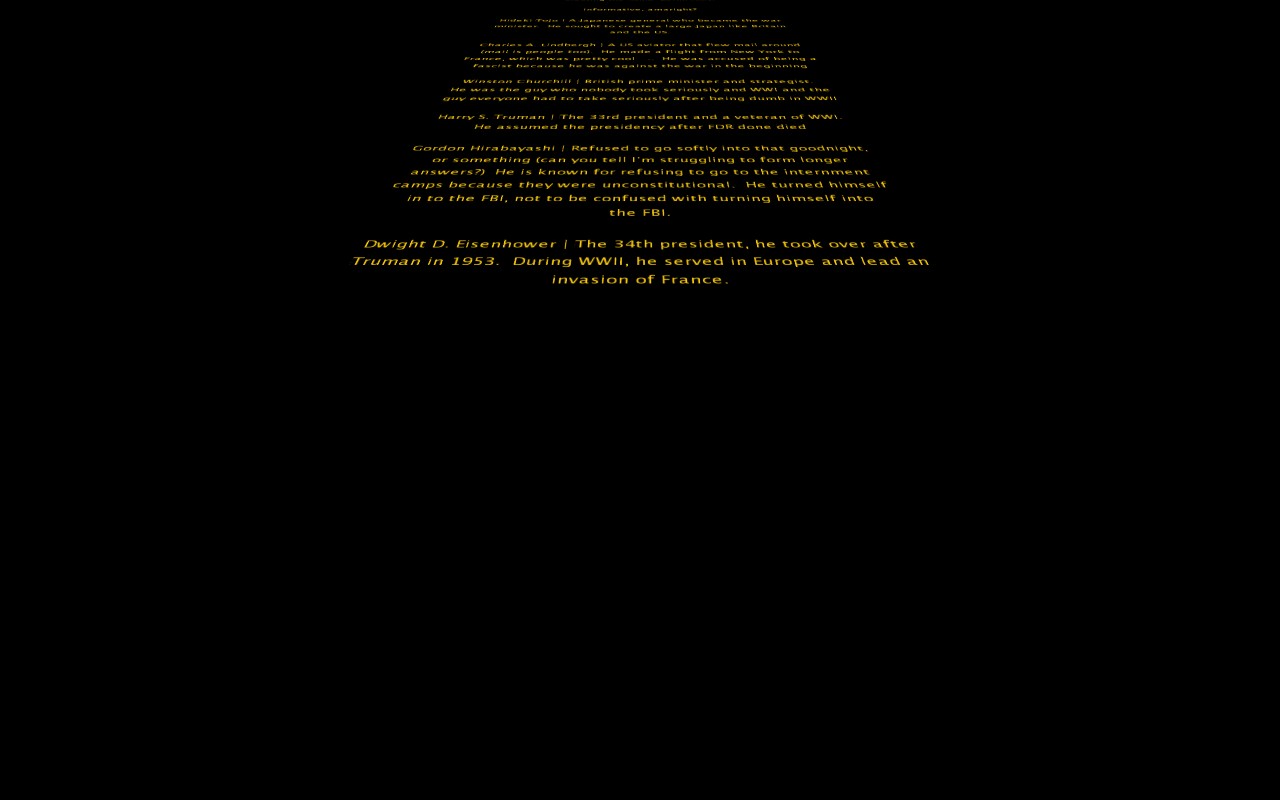 informative, amaright?
Hideki Tojo | A Japanese general who became the war
minister. He sought to create a large Japan like Britain
and the US
Charles A. Lindbergh | A US aviator that flew mail around
(mail is people too). He made a flight from New York to
France, which was pretty cool ... He was accused of being a
fascist because he was against the war in the beginning
Winston Churchill | British prime minister and strategist.
He was the guy who nobody took seriously and WWI and the
guy everyone had to take seriously after being dumb in WWII
Harry S. Truman | The 33rd president and a veteran of WWI.
He assumed the presidency after FDR done died
Gordon Hirabayashi | Refused to go softly into that goodnight,
or something (can you tell I'm struggling to form longer
answers?) He is known for refusing to go to the internment
camps because they were unconstitutional. He turned himself
in to the FBI, not to be confused with turning himself into
the FBI.
Dwight D. Eisenhower | The 34th president, he took over after
Truman in 1953. During WWII, he served in Europe and lead an
invasion of France.